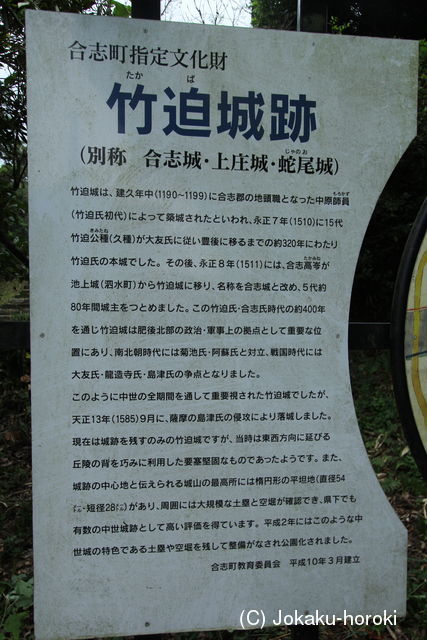 合志町指定文化財
たかば
竹迫城跡
じゃのお
(別称 合志城・上庄城・蛇尾城)
もろかず
竹迫城は、建久年中(1190~1199)に合志郡の地頭職となった中原師員
(竹迫氏初代)によって築城されたといわれ、永正7年(1510)に15代
きみたね
竹迫公種(久種)が大友氏に従い豊後に移るまでの約320年にわたり
たかみね
竹迫氏の本城でした。その後、永正8年(1511)には、合志高岑が
池上城(泗水町)から竹迫城に移り、名称を合志城と改め、5代約
80年間城主をつとめました。この竹迫氏・合志氏時代の約400年
を通し竹迫城は肥後北部の政治・軍事上の拠点として重要な位
置にあり、南北朝時代には菊池氏・阿蘇氏と対立、戦国時代には
大友氏・龍造寺氏・島津氏の争点となりました。
このように中世の全期間を通して重要視された竹迫城でしたが、
天正13年(1585)9月に、薩摩の島津氏の侵攻により落城しました。
現在は城跡を残すのみの竹迫城ですが、当時は東西方向に延びる
丘陵の背を巧みに利用した要塞堅固なものであったようです。また、
城跡の中心地と伝えられる城山の最高所には楕円形の平坦地(直径54
㍍・短径28㍍)があり、周囲には大規模な土塁と空堀が確認でき、県下でも
有数の中世城跡として高い評価を得ています。平成2年にはこのような中
世城の特色である土塁や空堀を残して整備がなされ公園化されました。
合志町教育委員会 平成10年3月建立
(C) Jokaku-horoki